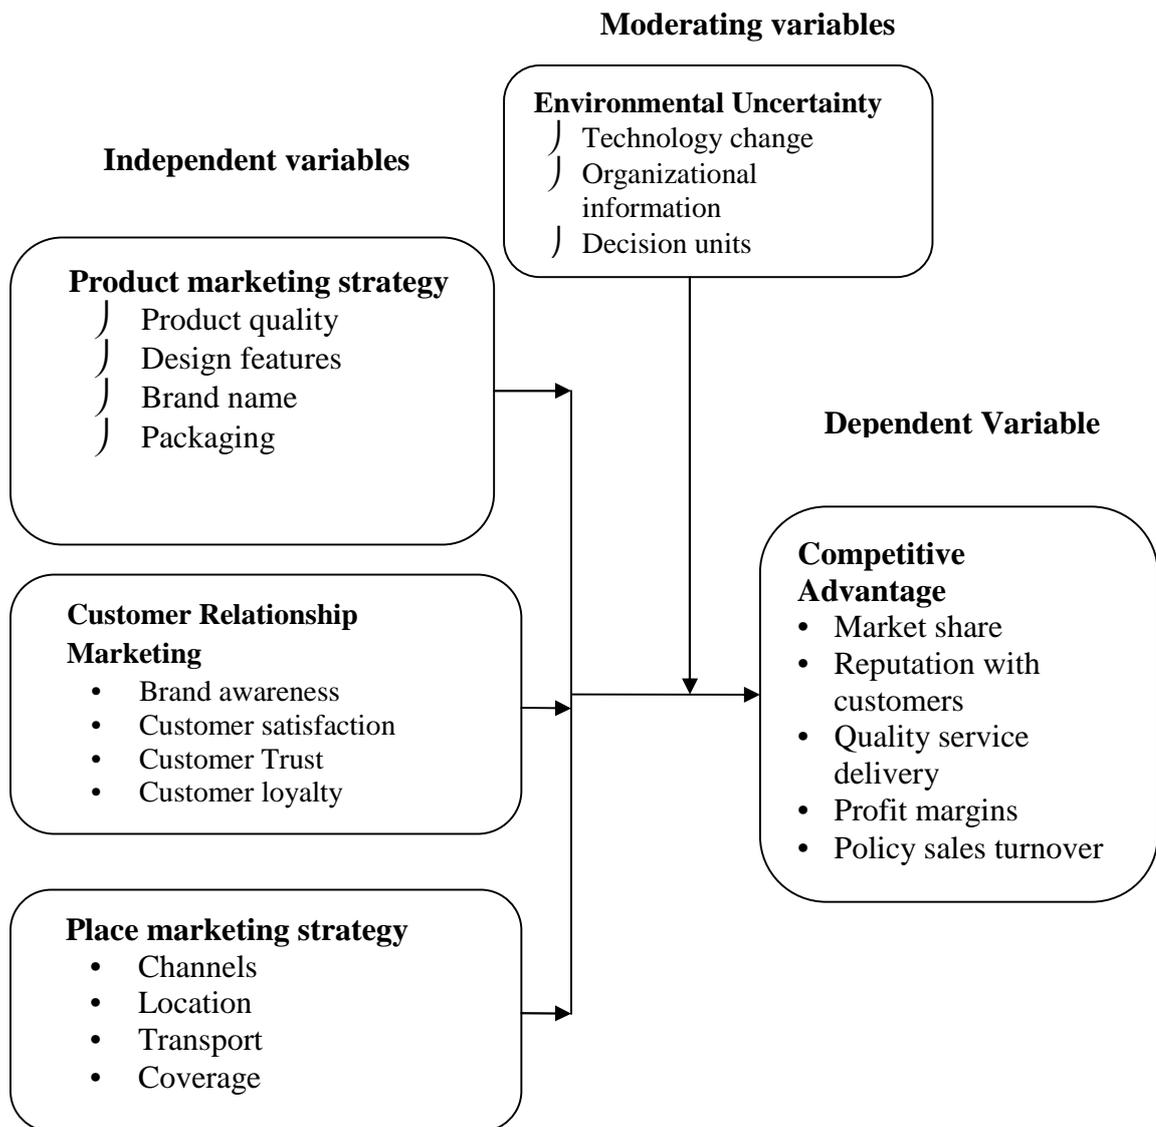 Moderating variables
Environmental Uncertainty
Technology change
Organizational
information
Decision units
Independent variables
Product marketing strategy
Product quality
Design features
Brand name
Packaging
Dependent Variable
Competitive
Advantage
• Market share
• Reputation with
customers
• Quality service
delivery
• Profit margins
• Policy sales turnover
Customer Relationship
Marketing
• Brand awareness
• Customer satisfaction
• Customer Trust
• Customer loyalty
Place marketing strategy
• Channels
• Location
• Transport
• Coverage